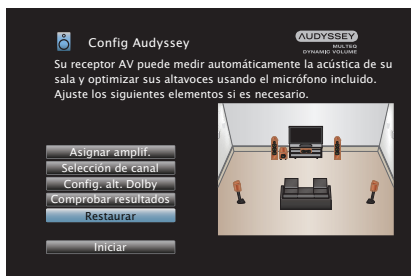 Config Audyssey
AUDYSSEY
MULTEQ
DYNAMIC VOLUME
Su receptor AV puede medir automáticamente la acústica de su
sala y optimizar sus altavoces usando el micrófono incluido.
Ajuste los siguientes elementos si es necesario.
Asignar amplif.
Selección de canal
Config. alt. Dolby
Comprobar resultados
Restaurar
Iniciar